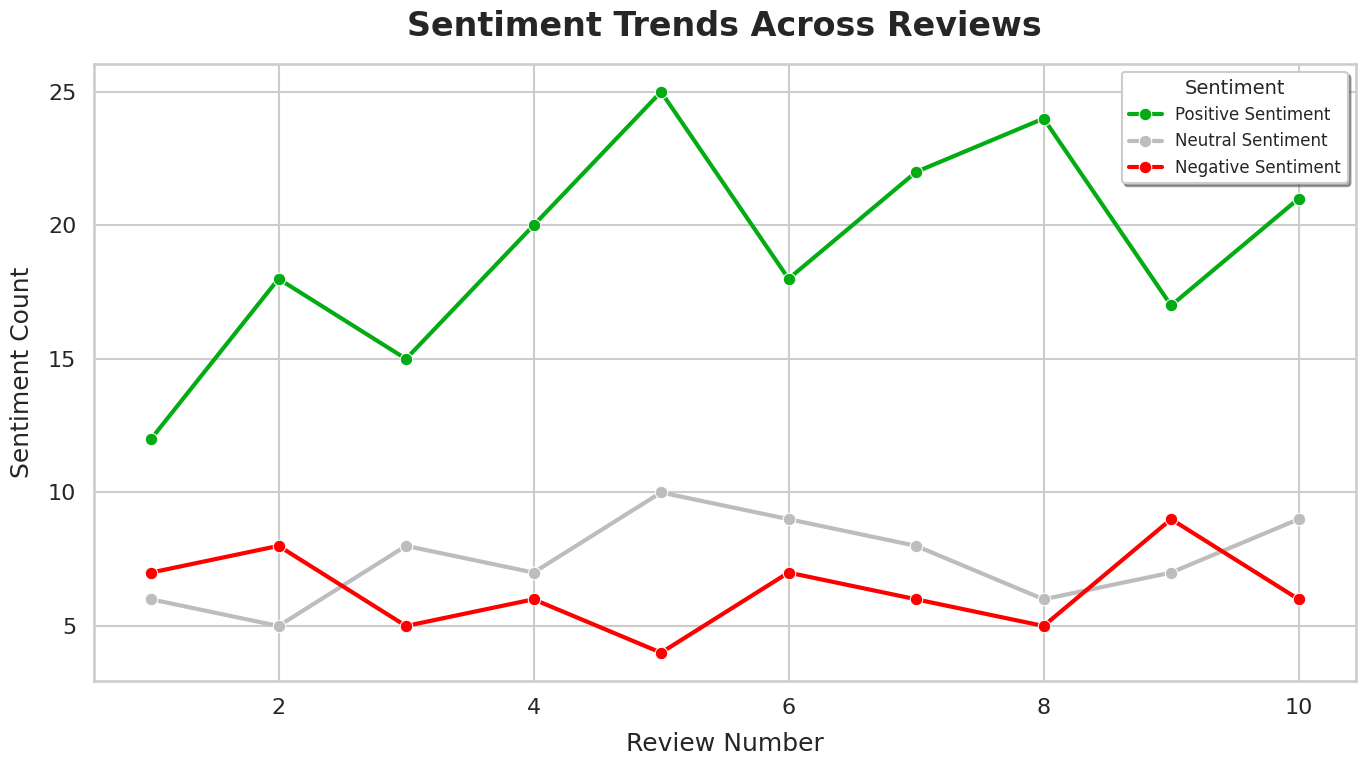 Sentiment Trends Across Reviews
Sentiment
Positive Sentiment
Neutral Sentiment
Negative Sentiment
Sentiment Count
25
20
15
10
5
2 4 6 8 10
Review Number